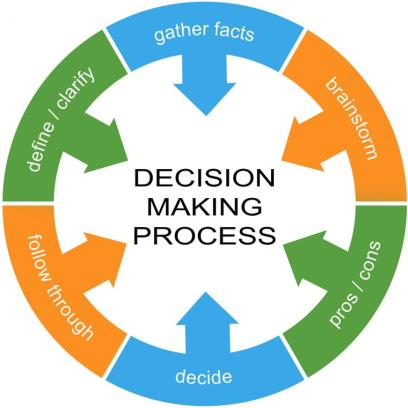 gather facts
brainstorm
pros / cons
decide
follow through
define / clarify
DECISION
MAKING
PROCESS